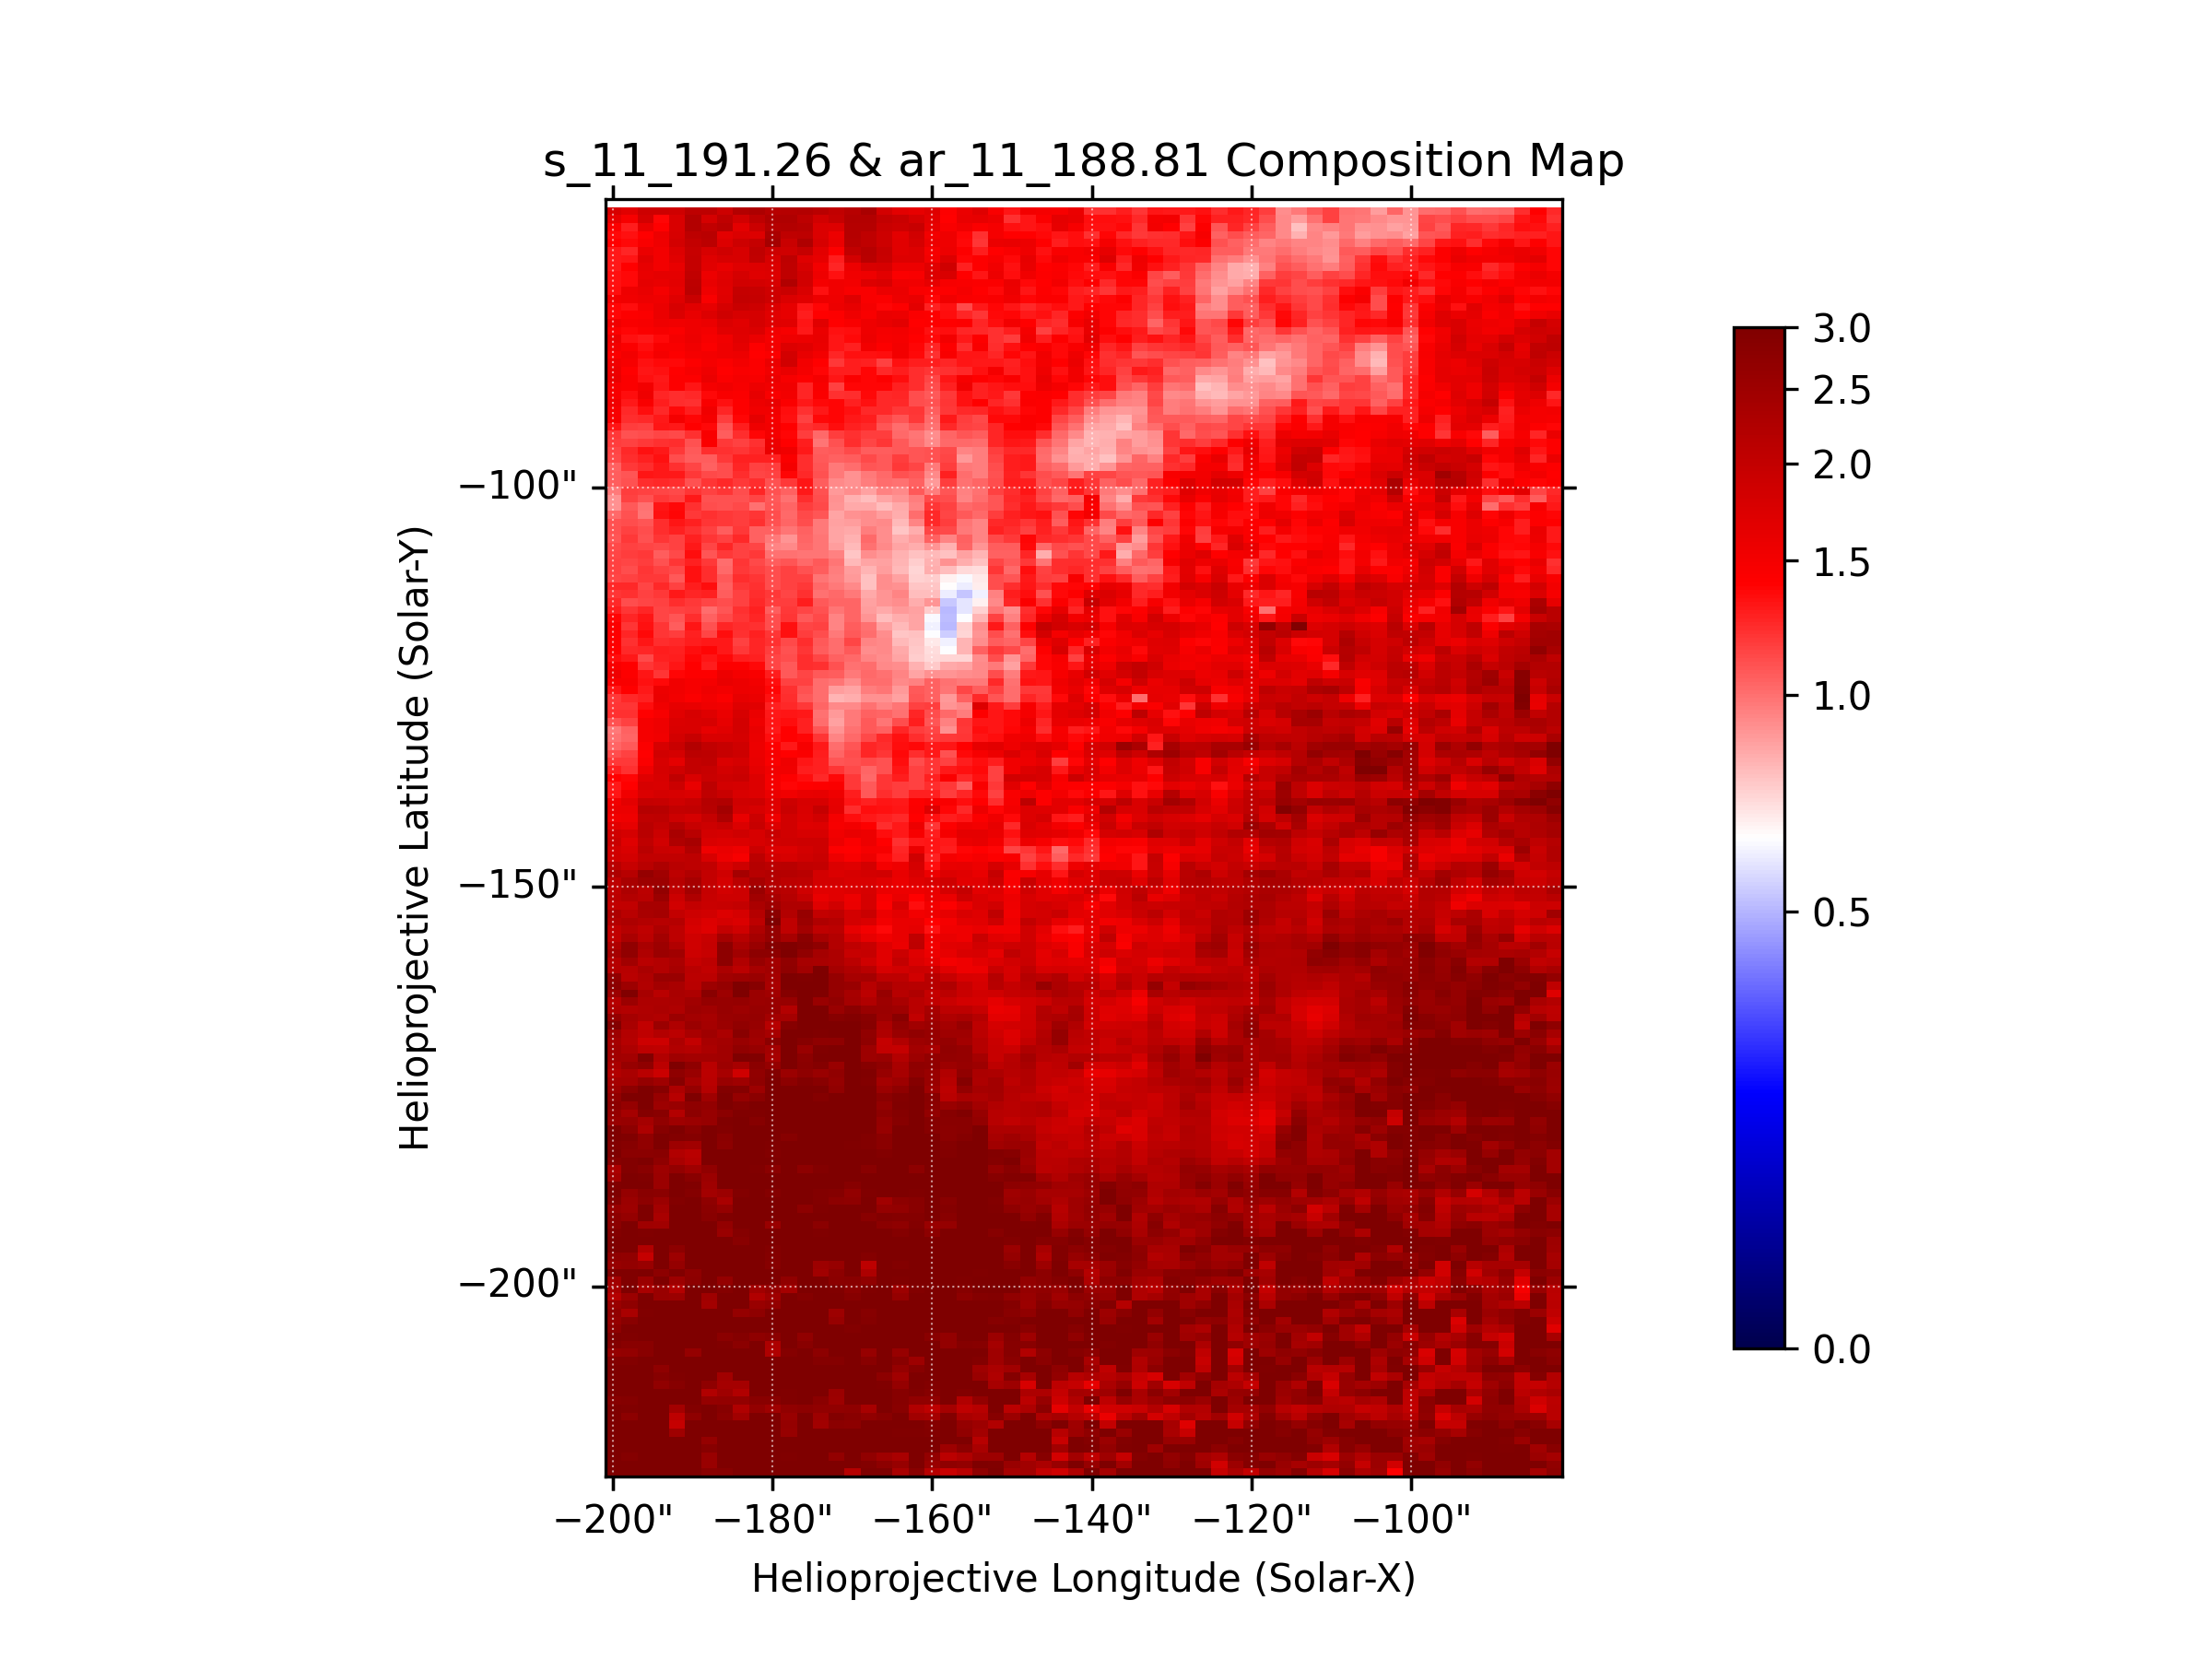 s_11_191.26 & ar_11_188.81 Composition Map
3.0
2.5
2.0
1.5
1.0
0.5
0.0
−100"
−150"
−200"
Helioprojective Latitude (Solar-Y)
−200" −180" −160" −140" −120" −100"
Helioprojective Longitude (Solar-X)